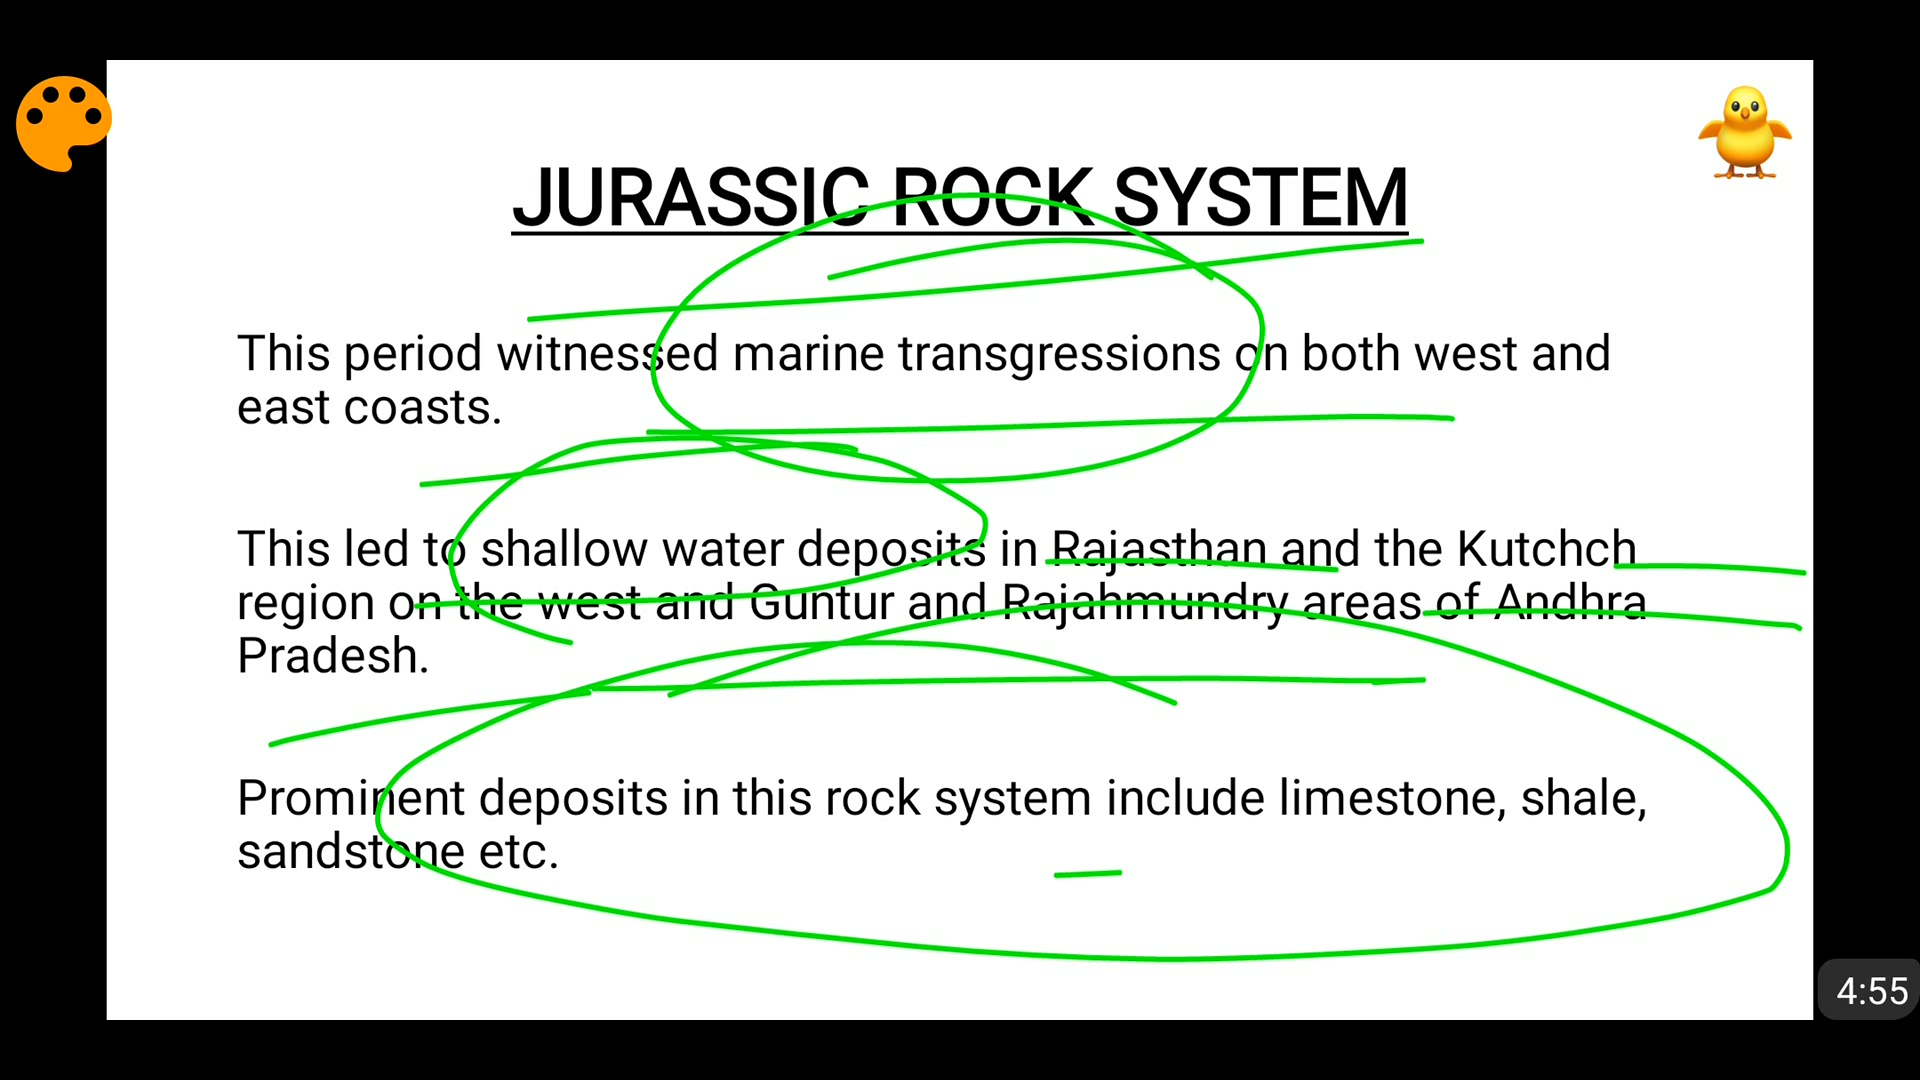 JURASSIC ROCK SYSTEM
This period witnessed marine transgressions on both west and
east coasts.
This led to shallow water deposits in Rajasthan and the Kutchch
region on the west and Guntur and Rajahmundry areas of Andhra
Pradesh.
Prominent deposits in this rock system include limestone, shale,
sandstone etc.
4:55